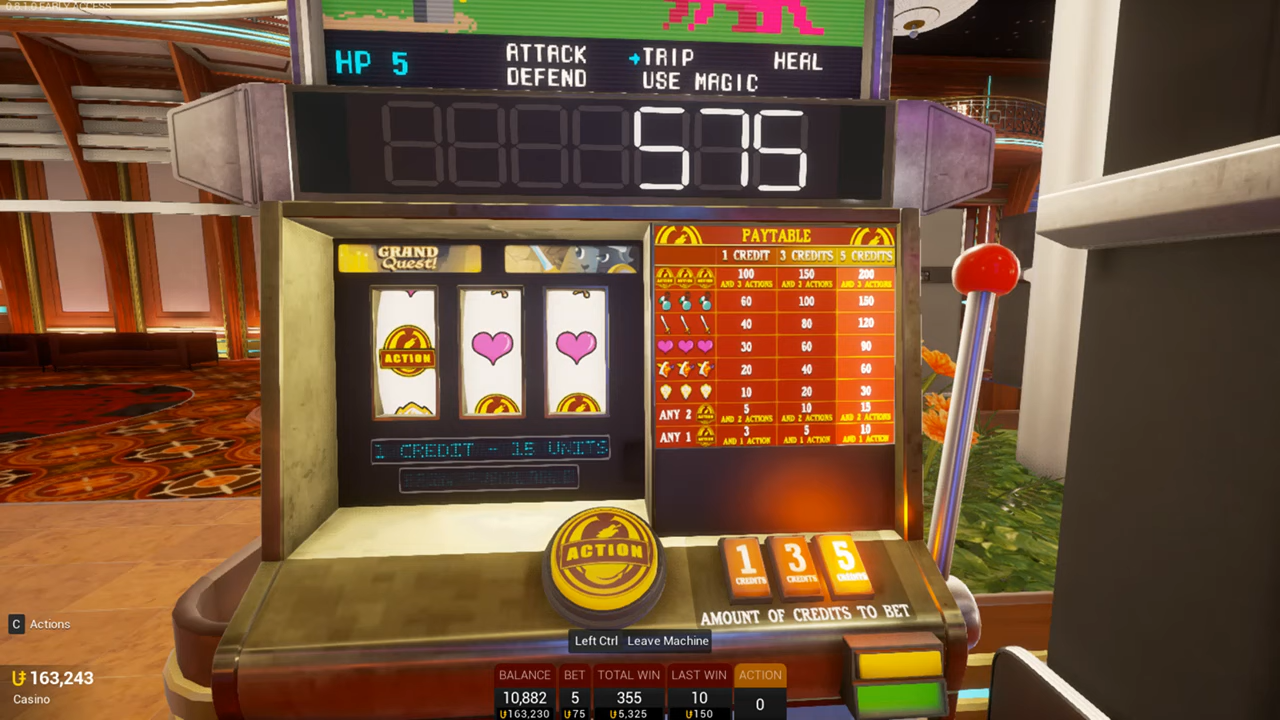 0.8.1.0 EARLY ACCESS
HP 5
ATTACK
➔TRIP
HEAL
DEFEND
USE MAGIC
575
GRAND
Quest!
ACTION
1 CREDIT - 15 UNITS
PAYTABLE
1 CREDIT 3 CREDITS 5 CREDITS
100 150 200
AND 3 ACTIONS AND 3 ACTIONS AND 3 ACTIONS
60 100 150
40 80 120
30 60 90
20 40 60
10 20 30
ANY 2 5 10 15
AND 2 ACTIONS AND 2 ACTIONS AND 2 ACTIONS
ANY 1 3 5 10
AND 1 ACTION AND 1 ACTION AND 1 ACTION
ACTION
1 3 5
CREDITS CREDITS CREDITS
AMOUNT OF CREDITS TO BET
C Actions
Left Ctrl Leave Machine
163,243
Casino
BALANCE BET TOTAL WIN LAST WIN ACTION
10,882 5 355 10 0
163,230 75 5,325 150